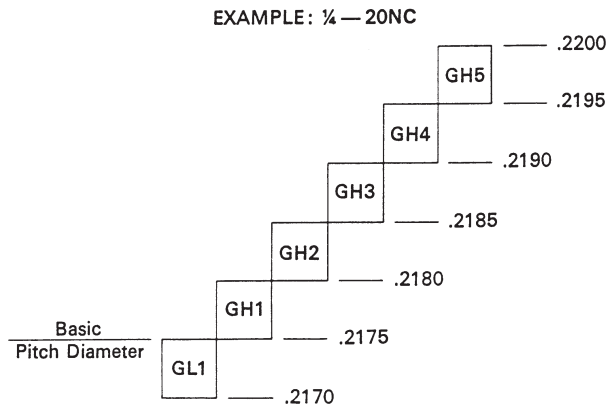 EXAMPLE: ¼ — 20NC
.2200
GH5
.2195
GH4
.2190
GH3
.2185
GH2
.2180
GH1
Basic
.2175
Pitch Diameter
GL1
.2170